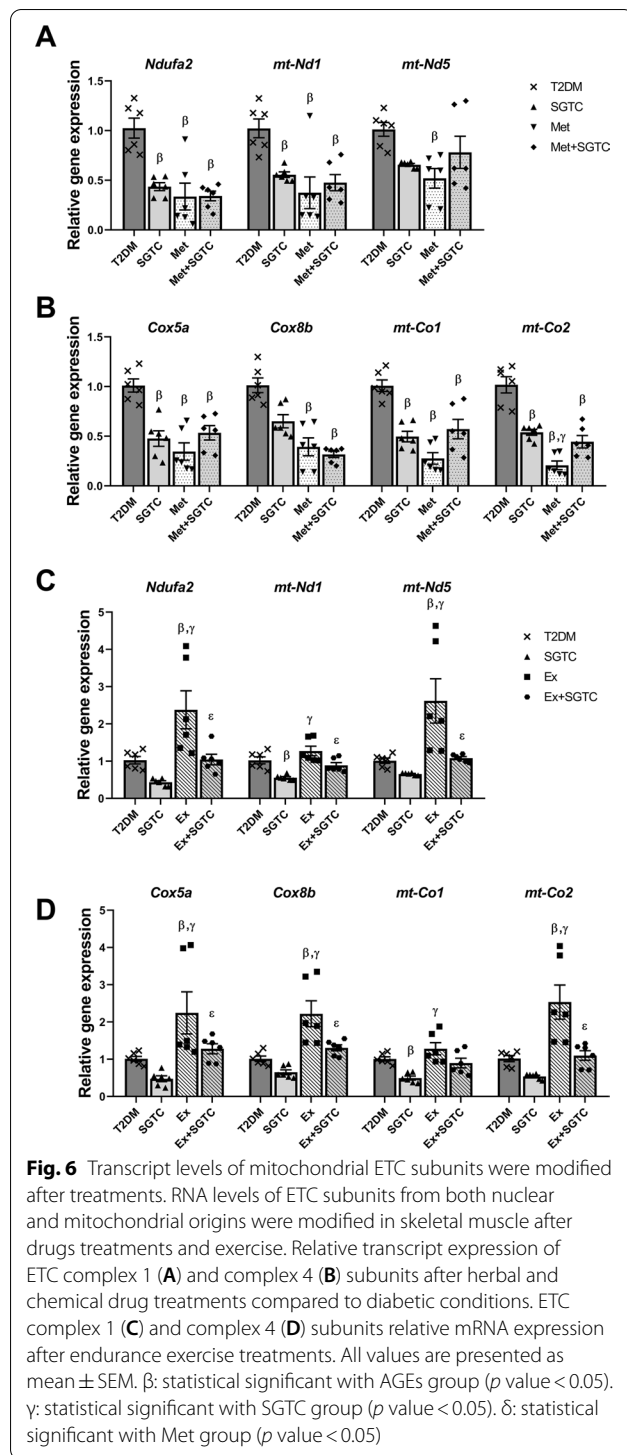 A
Ndufa2 mt-Nd1 mt-Nd5
Relative gene expression
1.5
1.0
0.5
0.0
β β β β β β β
× T2DM
▲ SGTC
▼ Met
◆ Met+SGTC
T2DM SGTC Met Met+SGTC T2DM SGTC Met Met+SGTC T2DM SGTC Met Met+SGTC
B
Cox5a Cox8b mt-Co1 mt-Co2
Relative gene expression
1.5
1.0
0.5
0.0
β β β β β β β β β β β,γ β
T2DM SGTC Met Met+SGTC T2DM SGTC Met Met+SGTC T2DM SGTC Met Met+SGTC T2DM SGTC Met Met+SGTC
C
Ndufa2 mt-Nd1 mt-Nd5
Relative gene expression
5
4
3
2
1
0
β,γ ε β γ ε β,γ ε
× T2DM
▲ SGTC
■ Ex
● Ex+SGTC
T2DM SGTC Ex Ex+SGTC T2DM SGTC Ex Ex+SGTC T2DM SGTC Ex Ex+SGTC
D
Cox5a Cox8b mt-Co1 mt-Co2
Relative gene expression
5
4
3
2
1
0
β,γ ε β,γ ε β γ β,γ ε
T2DM SGTC Ex Ex+SGTC T2DM SGTC Ex Ex+SGTC T2DM SGTC Ex Ex+SGTC T2DM SGTC Ex Ex+SGTC
Fig. 6 Transcript levels of mitochondrial ETC subunits were modified
after treatments. RNA levels of ETC subunits from both nuclear
and mitochondrial origins were modified in skeletal muscle after
drugs treatments and exercise. Relative transcript expression of
ETC complex 1 (A) and complex 4 (B) subunits after herbal and
chemical drug treatments compared to diabetic conditions. ETC
complex 1 (C) and complex 4 (D) subunits relative mRNA expression
after endurance exercise treatments. All values are presented as
mean ± SEM. β: statistical significant with AGEs group (p value < 0.05).
γ: statistical significant with SGTC group (p value < 0.05). δ: statistical
significant with Met group (p value < 0.05)